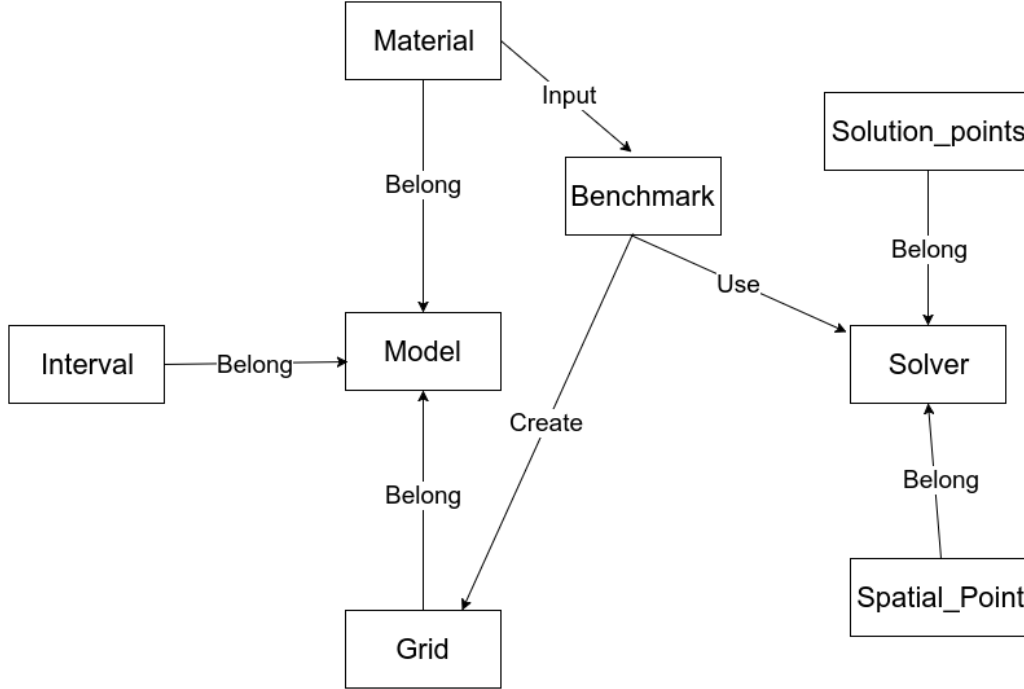 Material
Input
Solution_points
Belong
Benchmark
Belong
Use
Interval
Belong
Model
Solver
Create
Belong
Belong
Grid
Spatial_Point